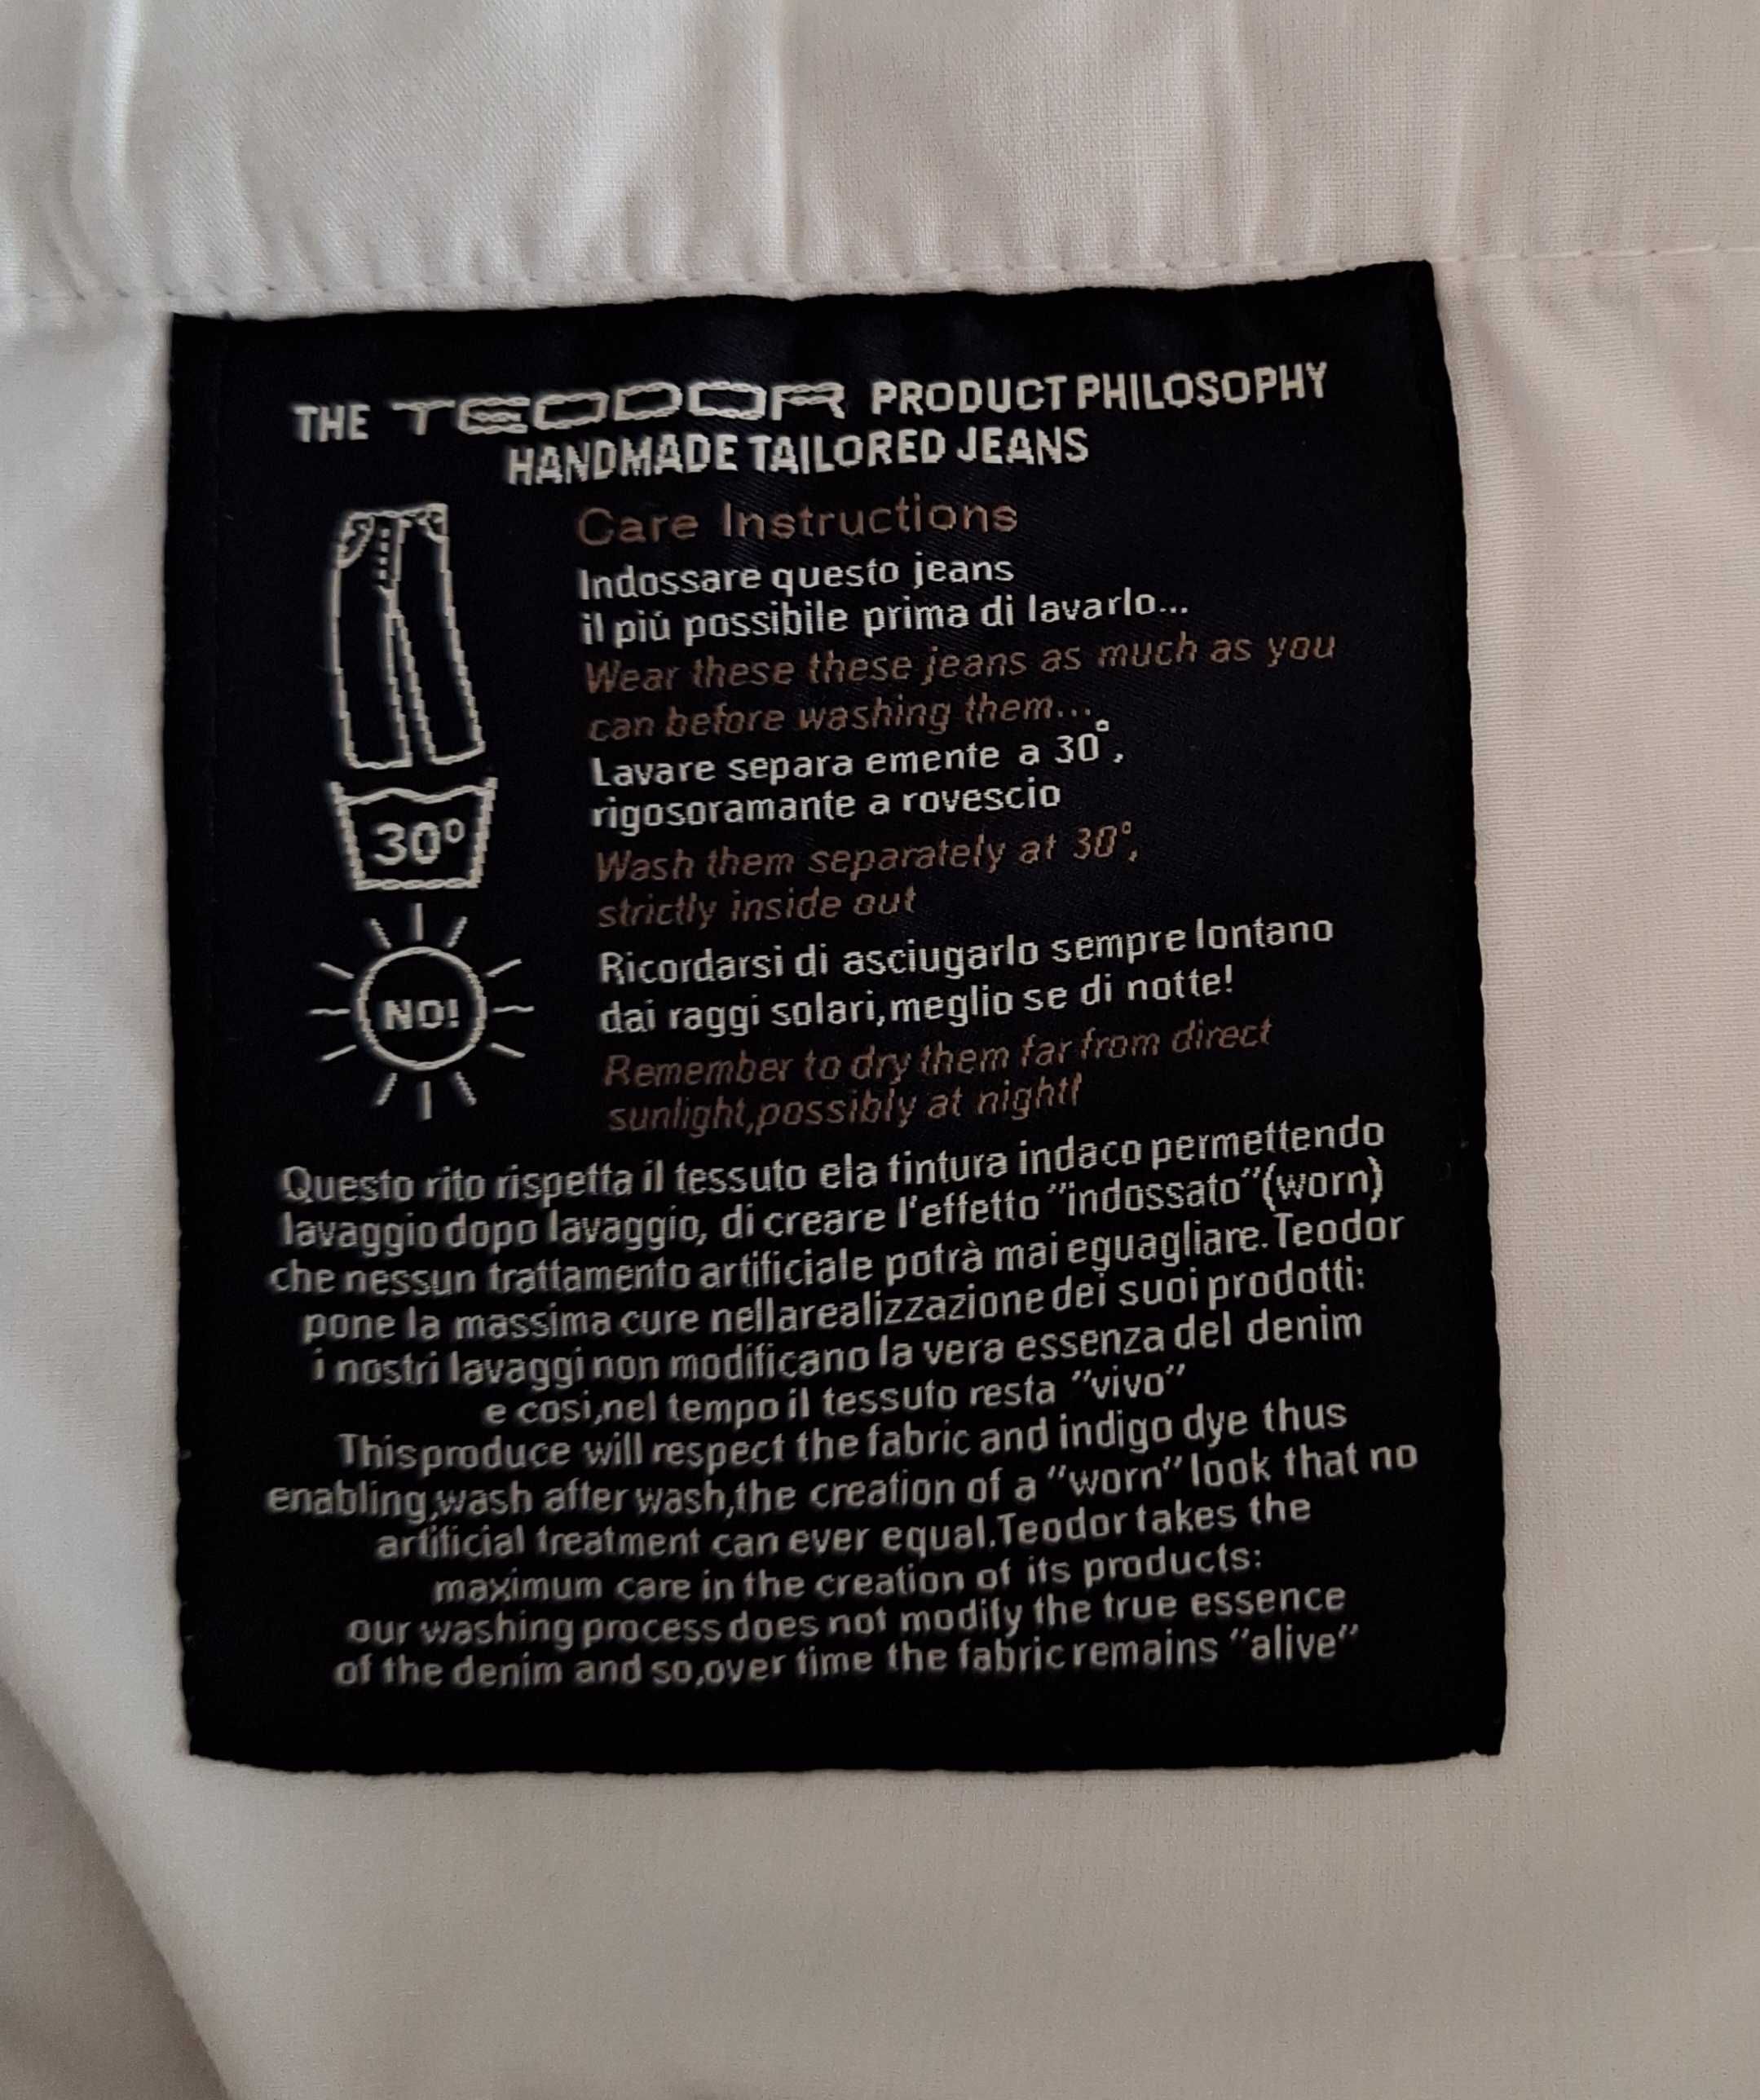 THE TEODOR PRODUCT PHILOSOPHY
HANDMADE TAILORED JEANS
Care Instructions
Indossare questo jeans
il piú possibile prima di lavarlo...
Wear these these jeans as much as you
can before washing them...
Lavare separa emente a 30°,
rigosoramante a rovescio
30°
Wash them separately at 30°,
strictly inside out
Ricordarsi di asciugarlo sempre lontano
dai raggi solari,meglio se di notte!
NO!
Remember to dry them far from direct
sunlight,possibly at night!
Questo rito rispetta il tessuto ela tintura indaco permettendo
lavaggio dopo lavaggio, di creare l'effetto "indossato"(worn)
che nessun trattamento artificiale potrà mai eguagliare.Teodor
pone la massima cure nellarealizzazione dei suoi prodotti:
i nostri lavaggi non modificano la vera essenza del denim
e cosi,nel tempo il tessuto resta "vivo"
Thisproduce will respect the fabric and indigo dye thus
enabling,wash after wash,the creation of a "worn" look that no
artificial treatment can ever equal.Teodor takes the
maximum care in the creation of its products:
our washing process does not modify the true essence
of the denim and so,over time the fabric remains "alive"